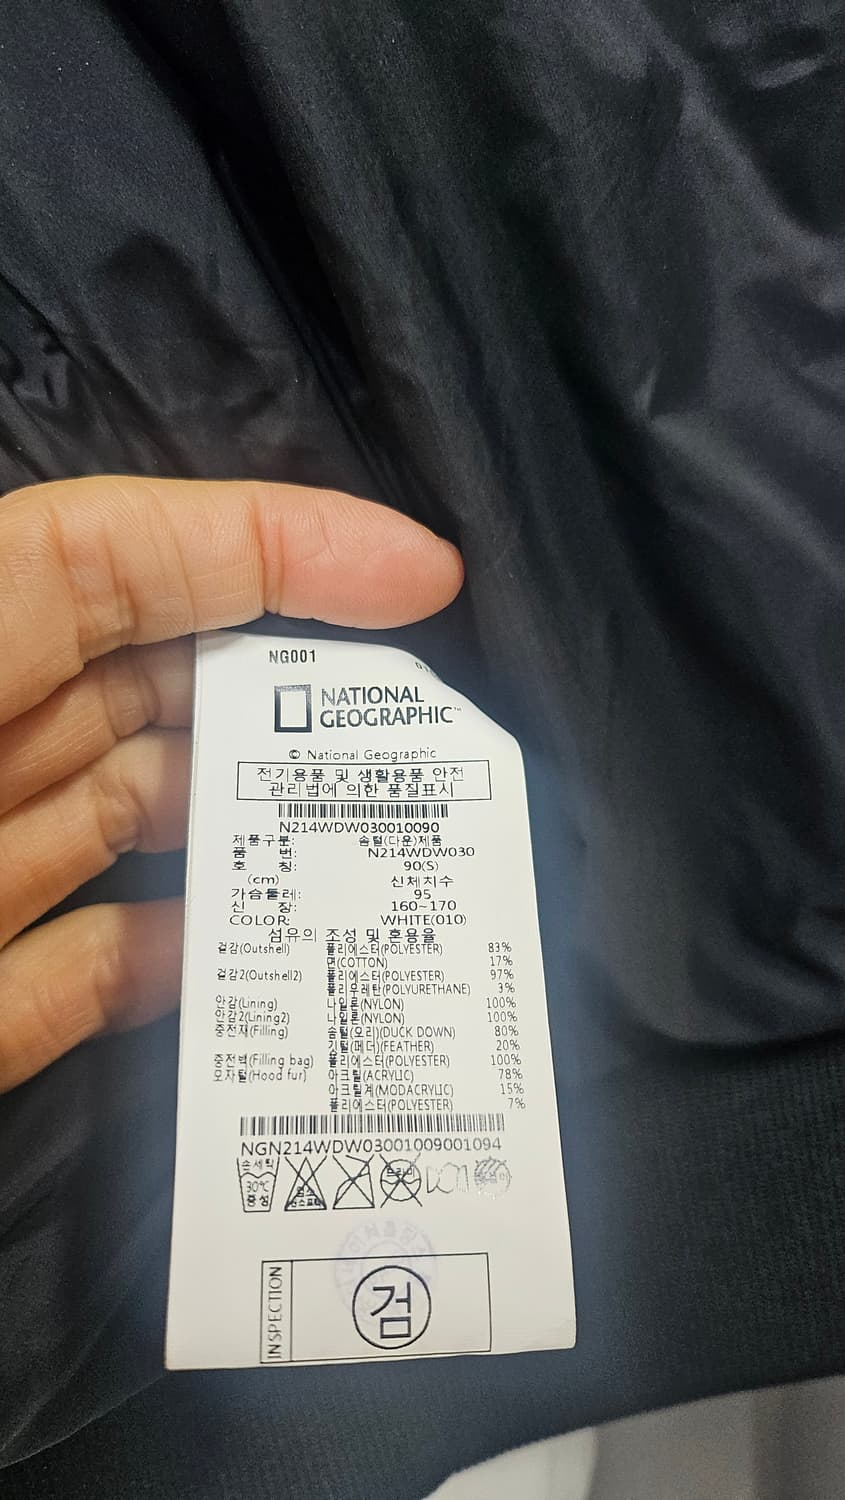 NG001
NATIONAL
GEOGRAPHIC™
© National Geographic
전기용품 및 생활용품 안전
관리법에 의한 품질표시
N214WDW030010090
제품구분: 솜털(다운)제품
품 번: N214WDW030
호 칭: 90(S)
(cm) 신체치수
가슴둘레: 95
신 장: 160~170
COLOR: WHITE(010)
섬유의 조성 및 혼용율
겉감(Outshell) 폴리에스터(POLYESTER) 83%
면(COTTON) 17%
겉감2(Outshell2) 폴리에스터(POLYESTER) 97%
폴리우레탄(POLYURETHANE) 3%
안감(Lining) 나일론(NYLON) 100%
안감2(Lining2) 나일론(NYLON) 100%
충전재(Filling) 솜털(오리)(DUCK DOWN) 80%
깃털(페더)(FEATHER) 20%
충전백(Filling bag) 폴리에스터(POLYESTER) 100%
모자털(Hood fur) 아크릴(ACRYLIC) 78%
아크릴계(MODACRYLIC) 15%
폴리에스터(POLYESTER) 7%
NGN214WDW03001009001094
손세탁
30℃
중성
염소
산소표백
드라이
INSPECTION
검